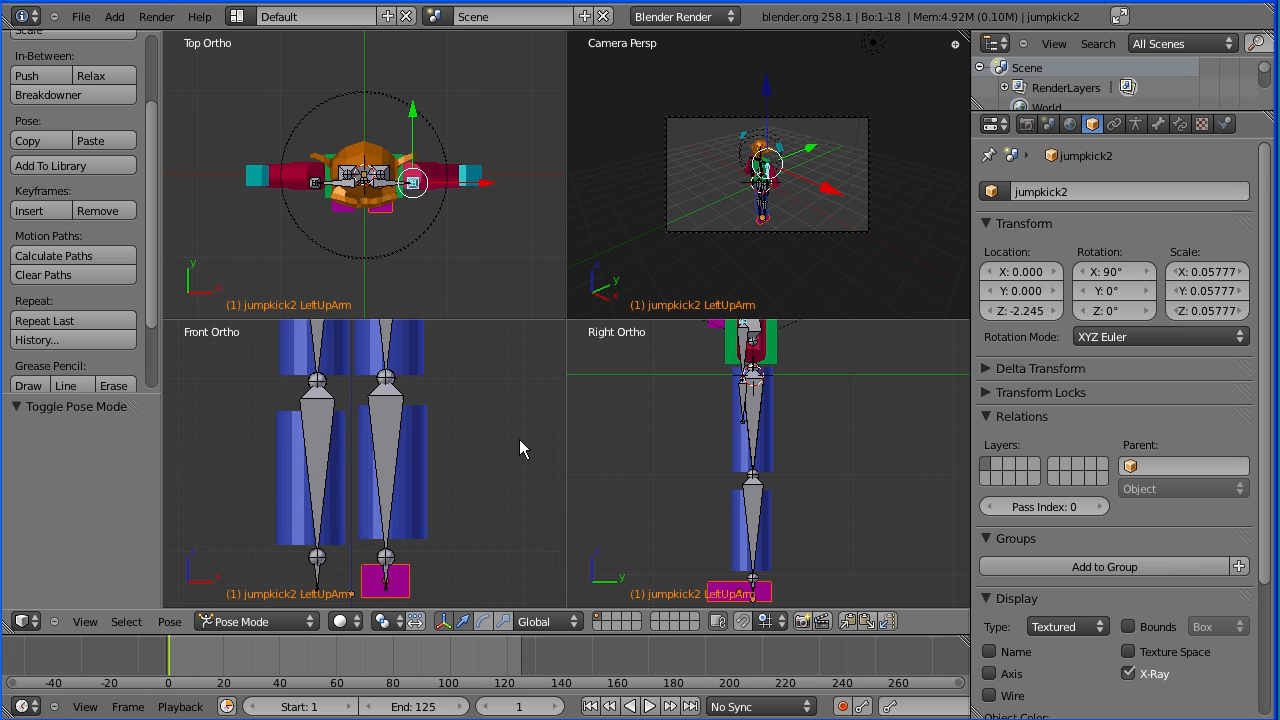 File Add Render Help Default Scene Blender Render blender.org 258.1 | Bo:1-18 | Mem:4.92M (0.10M) | jumpkick2
Scale
In-Between:
Push Relax
Breakdowner
Pose:
Copy Paste
Add To Library
Keyframes:
Insert Remove
Motion Paths:
Calculate Paths
Clear Paths
Repeat:
Repeat Last
History...
Grease Pencil:
Draw Line Erase
Toggle Pose Mode
Top Ortho
y
x
(1) jumpkick2 LeftUpArm
Camera Persp
z
y
x
(1) jumpkick2 LeftUpArm
Front Ortho
z
x
(1) jumpkick2 LeftUpArm
Right Ortho
z
y
(1) jumpkick2 LeftUpArm
View Select Pose Pose Mode Global
-40 -20 0 20 40 60 80 100 120 140 160 180 200 220 240 260
View Frame Playback Start: 1 End: 125 1 No Sync
View Search All Scenes
Scene
RenderLayers
World
jumpkick2
jumpkick2
Transform
Location: Rotation: Scale:
X: 0.000 X: 90° X: 0.05777
Y: 0.000 Y: 0° Y: 0.05777
Z: -2.245 Z: 0° Z: 0.05777
Rotation Mode: XYZ Euler
Delta Transform
Transform Locks
Relations
Layers: Parent:
Object
Pass Index: 0
Groups
Add to Group
Display
Type: Textured Bounds Box
Name Texture Space
Axis X-Ray
Wire
Object Color: